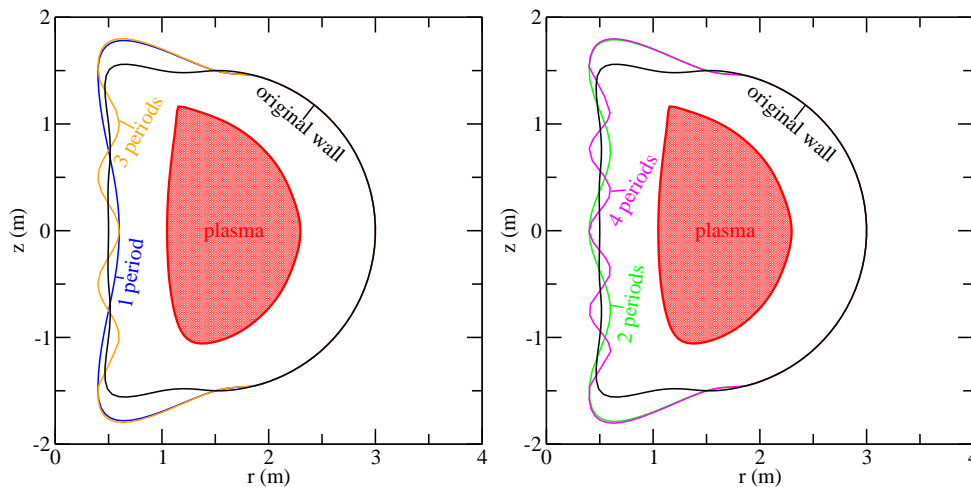 2
1
0
-1
-2
z (m)
0
1
2
3
4
r (m)
original wall
3 periods
plasma
1 period
2
1
0
-1
-2
z (m)
0
1
2
3
4
r (m)
original wall
4 periods
plasma
2 periods